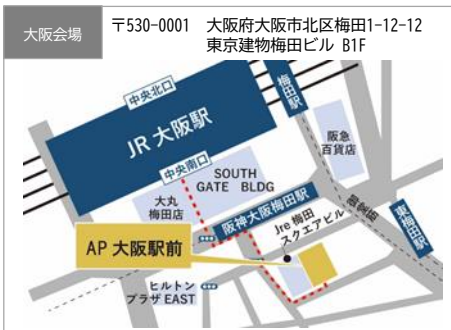 大阪会場
〒530-0001 大阪府大阪市北区梅田1-12-12
東京建物梅田ビル B1F
中央北口
JR 大阪駅
中央南口
梅田駅
阪急
百貨店
SOUTH
GATE BLDG
大丸
梅田店
阪神大阪梅田駅
御堂筋
東梅田駅
Jre 梅田
スクエアビル
AP 大阪駅前
ヒルトン
プラザ EAST